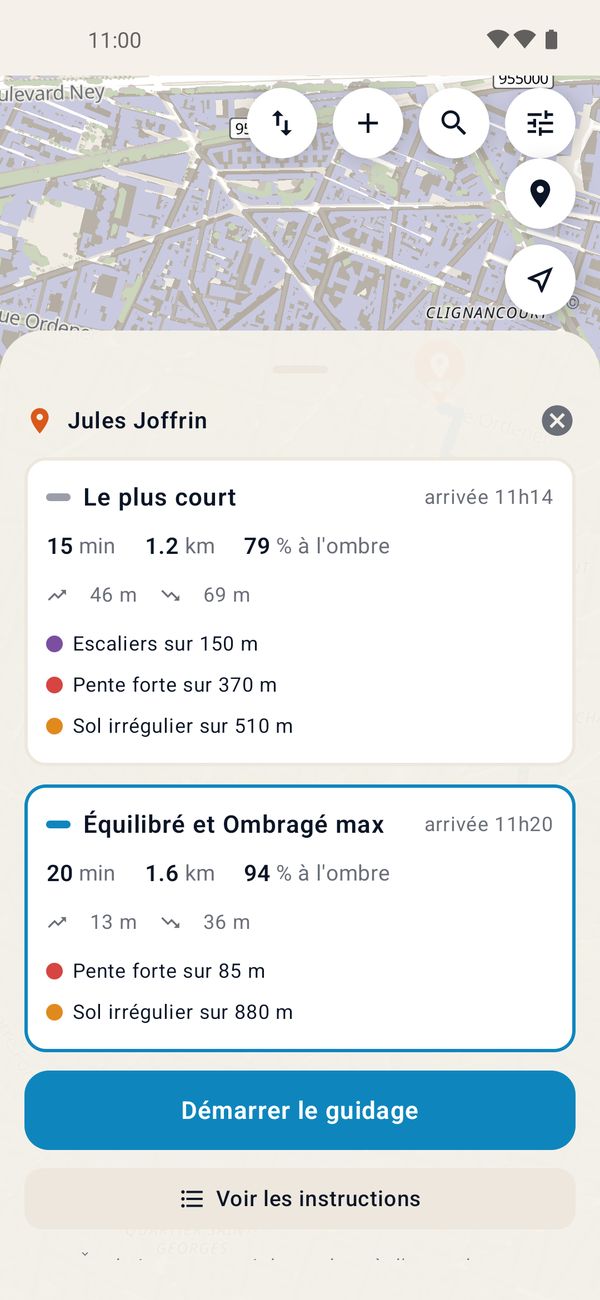 11:00
955000
ulevard Ney
95
ue Ordene
CLIGNANCOURT
©
Jules Joffrin
Le plus court
arrivée 11h14
15 min 1.2 km 79 % à l'ombre
46 m 69 m
Escaliers sur 150 m
Pente forte sur 370 m
Sol irrégulier sur 510 m
Équilibré et Ombragé max
arrivée 11h20
20 min 1.6 km 94 % à l'ombre
13 m 36 m
Pente forte sur 85 m
Sol irrégulier sur 880 m
Démarrer le guidage
Voir les instructions
QUARTIER SAINT-
GEORGES